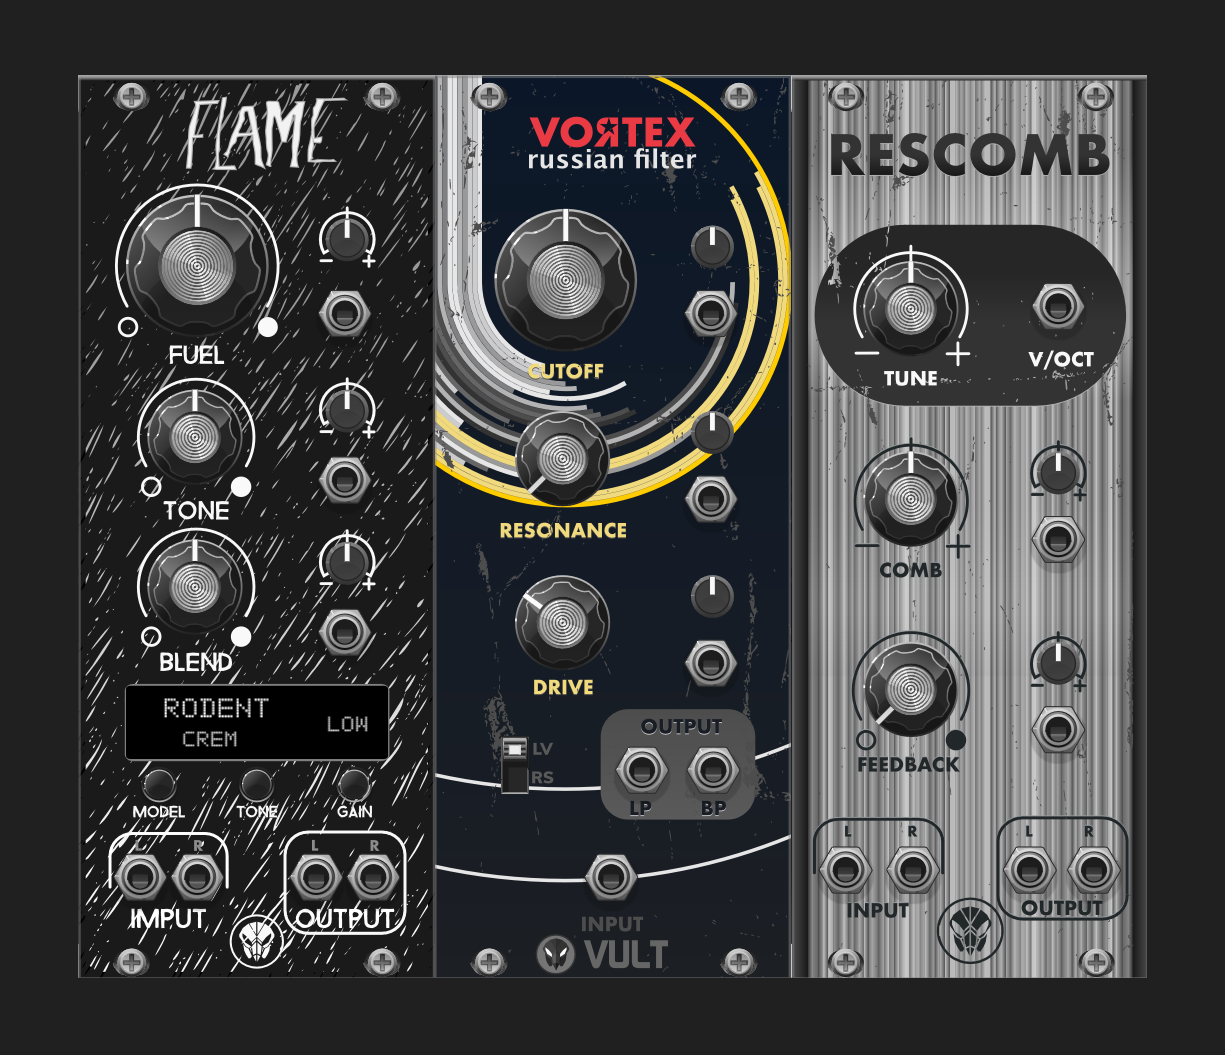 FLAME
FUEL
TONE
BLEND
RODENT
LOW
CREM
MODEL
TONE
GAIN
L
R
L
R
IMPUT
OUTPUT
VOЯTEX
russian filter
CUTOFF
RESONANCE
DRIVE
LV
RS
OUTPUT
LP
BP
INPUT
VULT
RESCOMB
TUNE
V/OCT
COMB
FEEDBACK
L
R
L
R
INPUT
OUTPUT